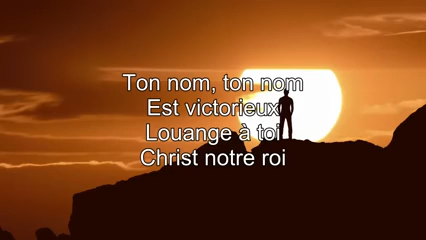 Ton nom, ton nom
Est victorieux
Louange à toi
Christ notre roi